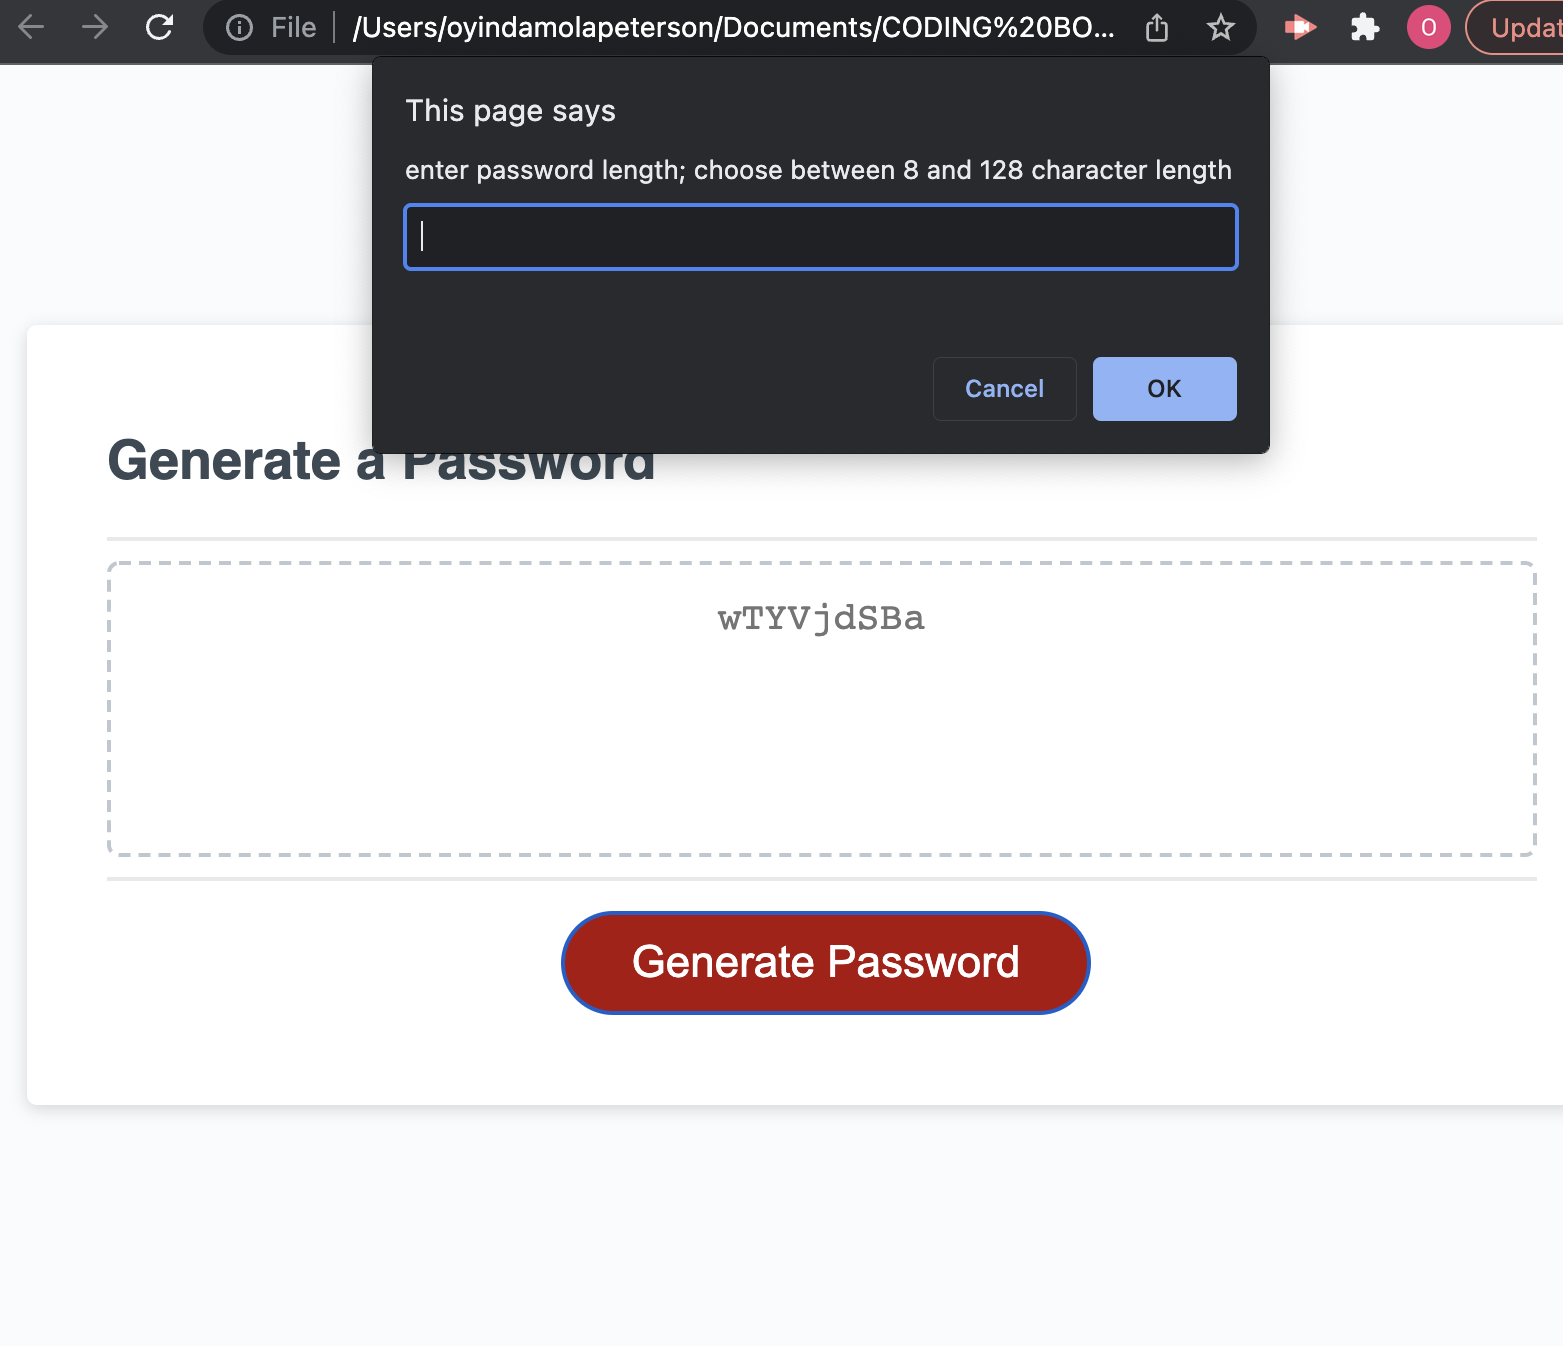 File /Users/oyindamolapeterson/Documents/CODING%20BO... O Updat
This page says
enter password length; choose between 8 and 128 character length
Cancel OK
Generate a Password
wTYVjdSBa
Generate Password